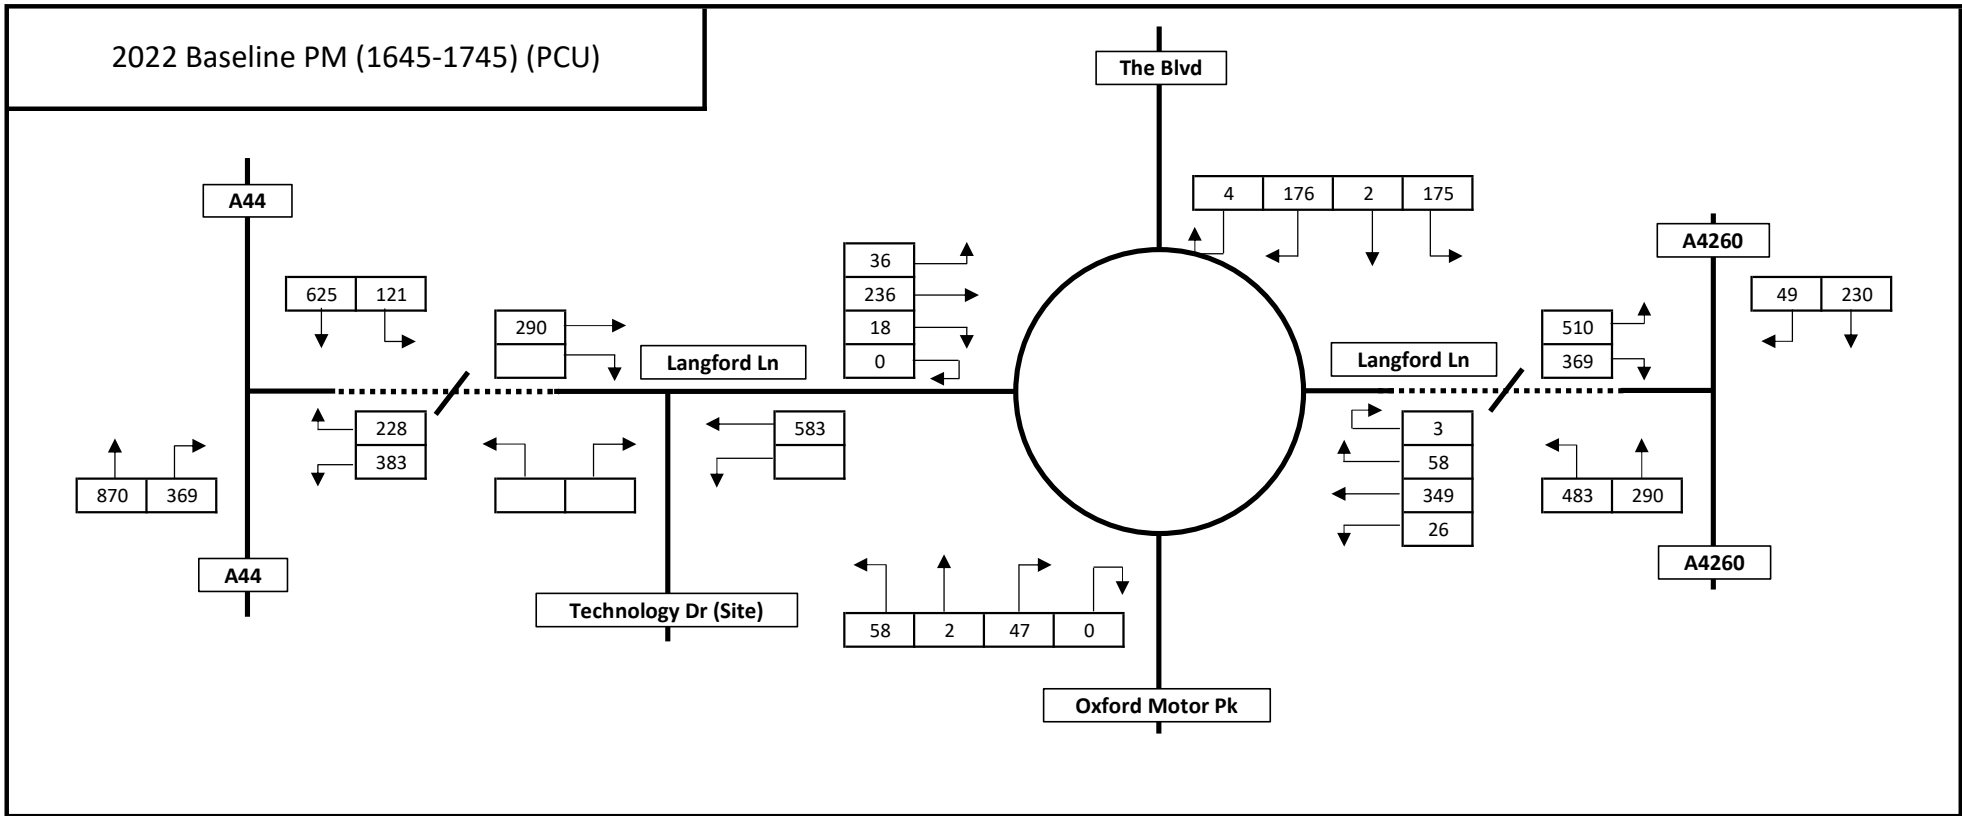 2022 Baseline PM (1645-1745) (PCU)
The Blvd
A44
4 176 2 175
A4260
36
236
18
0
625 121
49 230
290
510
369
Langford Ln
Langford Ln
228
383
583
3
58
349
26
870 369
483 290
A44
A4260
Technology Dr (Site)
58 2 47 0
Oxford Motor Pk